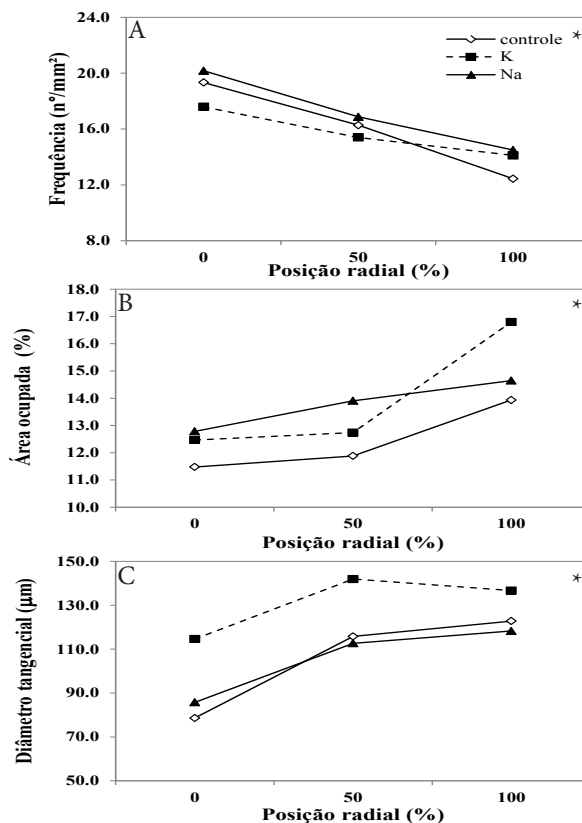 A
*
controle
K
Na
Frequência (nº/mm²)
24.0
20.0
16.0
12.0
8.0
0 50 100
Posição radial (%)
B
*
Área ocupada (%)
18.0
17.0
16.0
15.0
14.0
13.0
12.0
11.0
10.0
0 50 100
Posição radial (%)
C
*
Diâmetro tangencial (µm)
150.0
130.0
110.0
90.0
70.0
50.0
0 50 100
Posição radial (%)